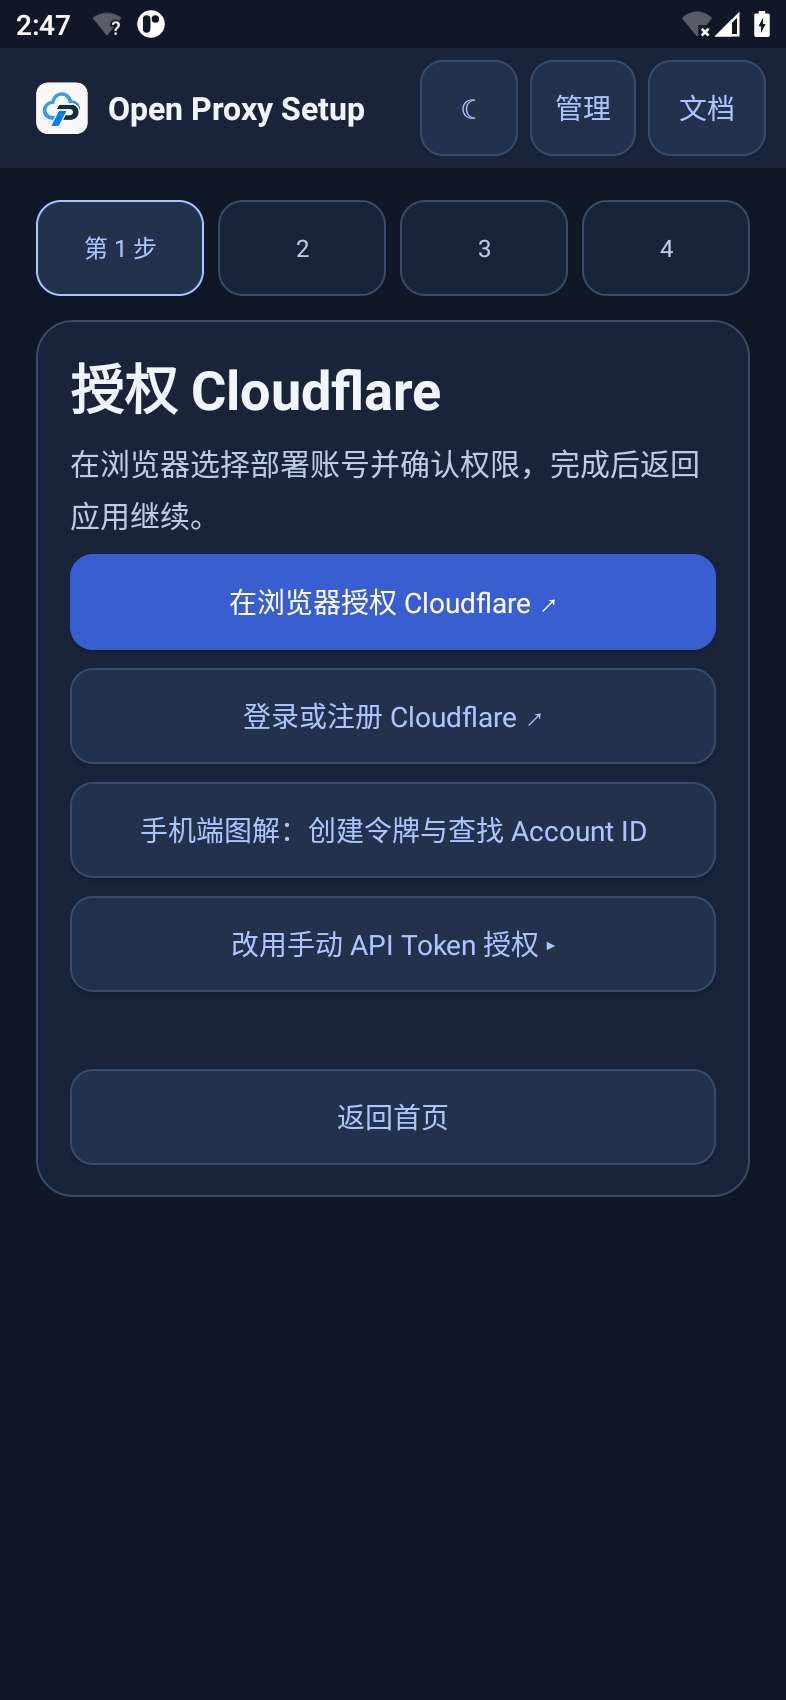 2:47
Open Proxy Setup
管理
文档
第 1 步
2
3
4
授权 Cloudflare
在浏览器选择部署账号并确认权限，完成后返回
应用继续。
在浏览器授权 Cloudflare ↗
登录或注册 Cloudflare ↗
手机端图解：创建令牌与查找 Account ID
改用手动 API Token 授权 ▸
返回首页